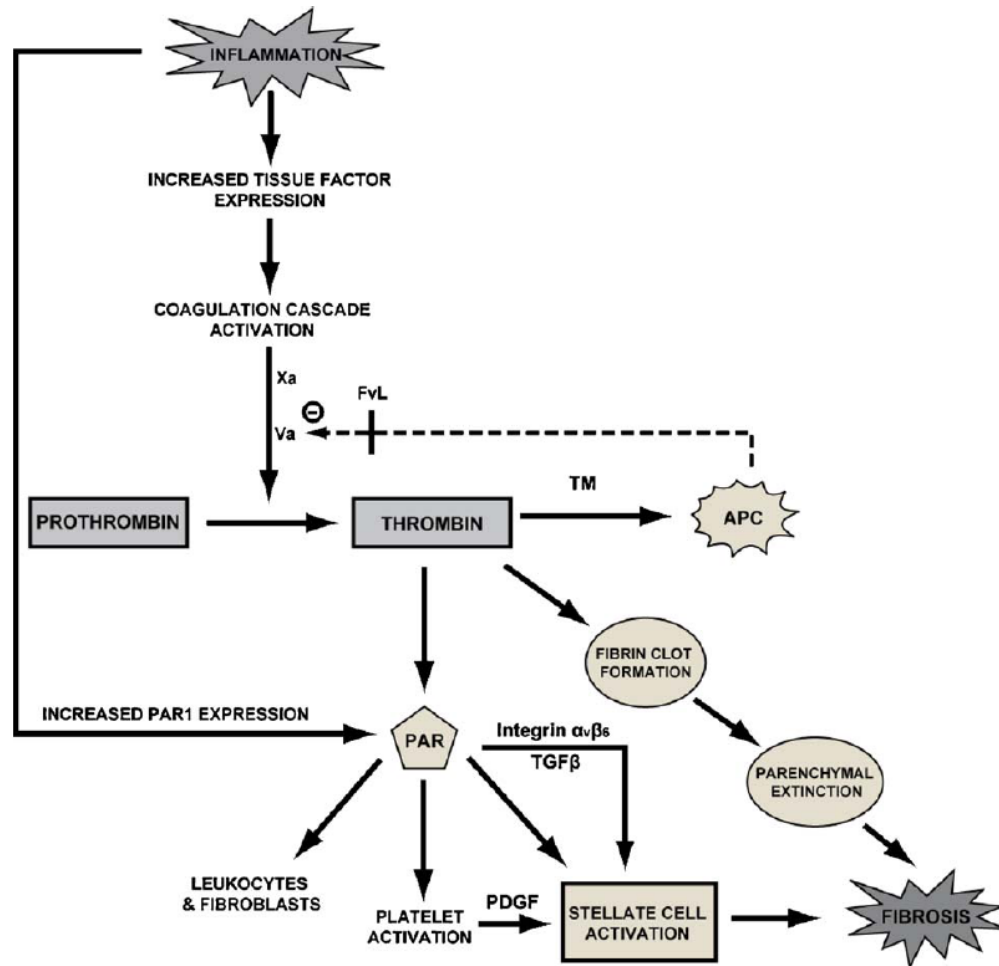 INFLAMMATION
INCREASED TISSUE FACTOR
EXPRESSION
COAGULATION CASCADE
ACTIVATION
Xa
FvL
⊖
Va
TM
PROTHROMBIN
THROMBIN
APC
FIBRIN CLOT
FORMATION
INCREASED PAR1 EXPRESSION
PAR
Integrin αᵥβ₆
TGFβ
PARENCHYMAL
EXTINCTION
LEUKOCYTES
& FIBROBLASTS
PLATELET
ACTIVATION
PDGF
STELLATE CELL
ACTIVATION
FIBROSIS